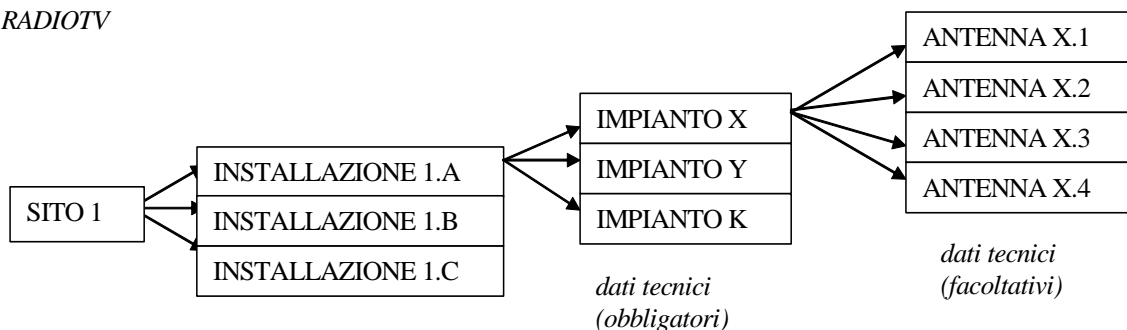 RADIOTV
SITO 1
INSTALLAZIONE 1.A
INSTALLAZIONE 1.B
INSTALLAZIONE 1.C
IMPIANTO X
IMPIANTO Y
IMPIANTO K
dati tecnici
(obbligatori)
ANTENNA X.1
ANTENNA X.2
ANTENNA X.3
ANTENNA X.4
dati tecnici
(facoltativi)